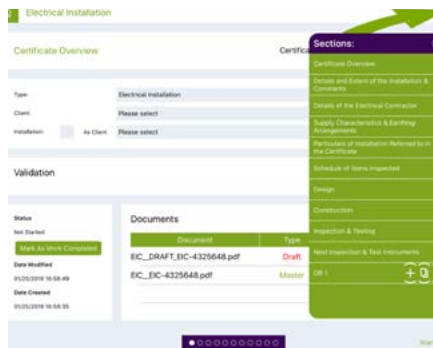 Electrical Installation
Certificate Overview
Type:
Electrical Installation
Client:
Please select
Installation:
As Client
Please select
Validation
Status
Not Started
Mark As Work Completed
Date Modified
01/25/2019 16:58:49
Date Created
01/25/2019 16:58:35
Documents
Document
Type
EIC_DRAFT_EIC-4325648.pdf
Draft
EIC_EIC-4325648.pdf
Master
Sections:
Certificate Overview
Details and Extent of the Installation &
Comments
Details of the Electrical Contractor
Supply Characteristics & Earthing
Arrangements
Particulars of Installation Referred to in
the Certificate
Schedule of Items Inspected
Design
Construction
Inspection & Testing
Next Inspection & Test Instruments
DB 1